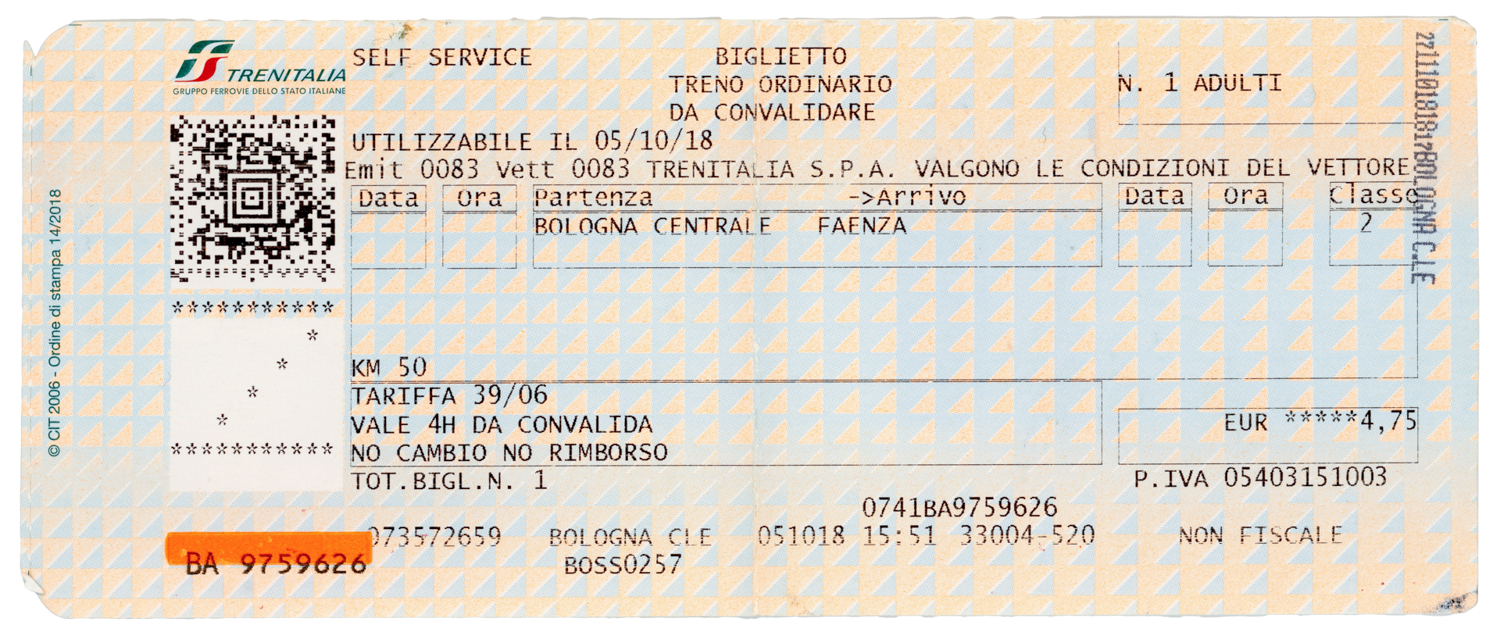 TRENITALIA
GRUPPO FERROVIE DELLO STATO ITALIANE
SELF SERVICE
BIGLIETTO
TRENO ORDINARIO
DA CONVALIDARE
N. 1 ADULTI
UTILIZZABILE IL 05/10/18
Emit 0083 Vett 0083 TRENITALIA S.P.A. VALGONO LE CONDIZIONI DEL VETTORE
Data Ora Partenza ->Arrivo Data Ora Classe
BOLOGNA CENTRALE FAENZA 2
***********
*
*
*
*
***********
KM 50
TARIFFA 39/06
VALE 4H DA CONVALIDA
EUR *****4,75
NO CAMBIO NO RIMBORSO
TOT.BIGL.N. 1
P.IVA 05403151003
0741BA9759626
073572659 BOLOGNA CLE 051018 15:51 33004-520 NON FISCALE
BA 9759626
BOSS0257
© CIT 2006 - Ordine di stampa 14/2018
BOLOGNA C.LE